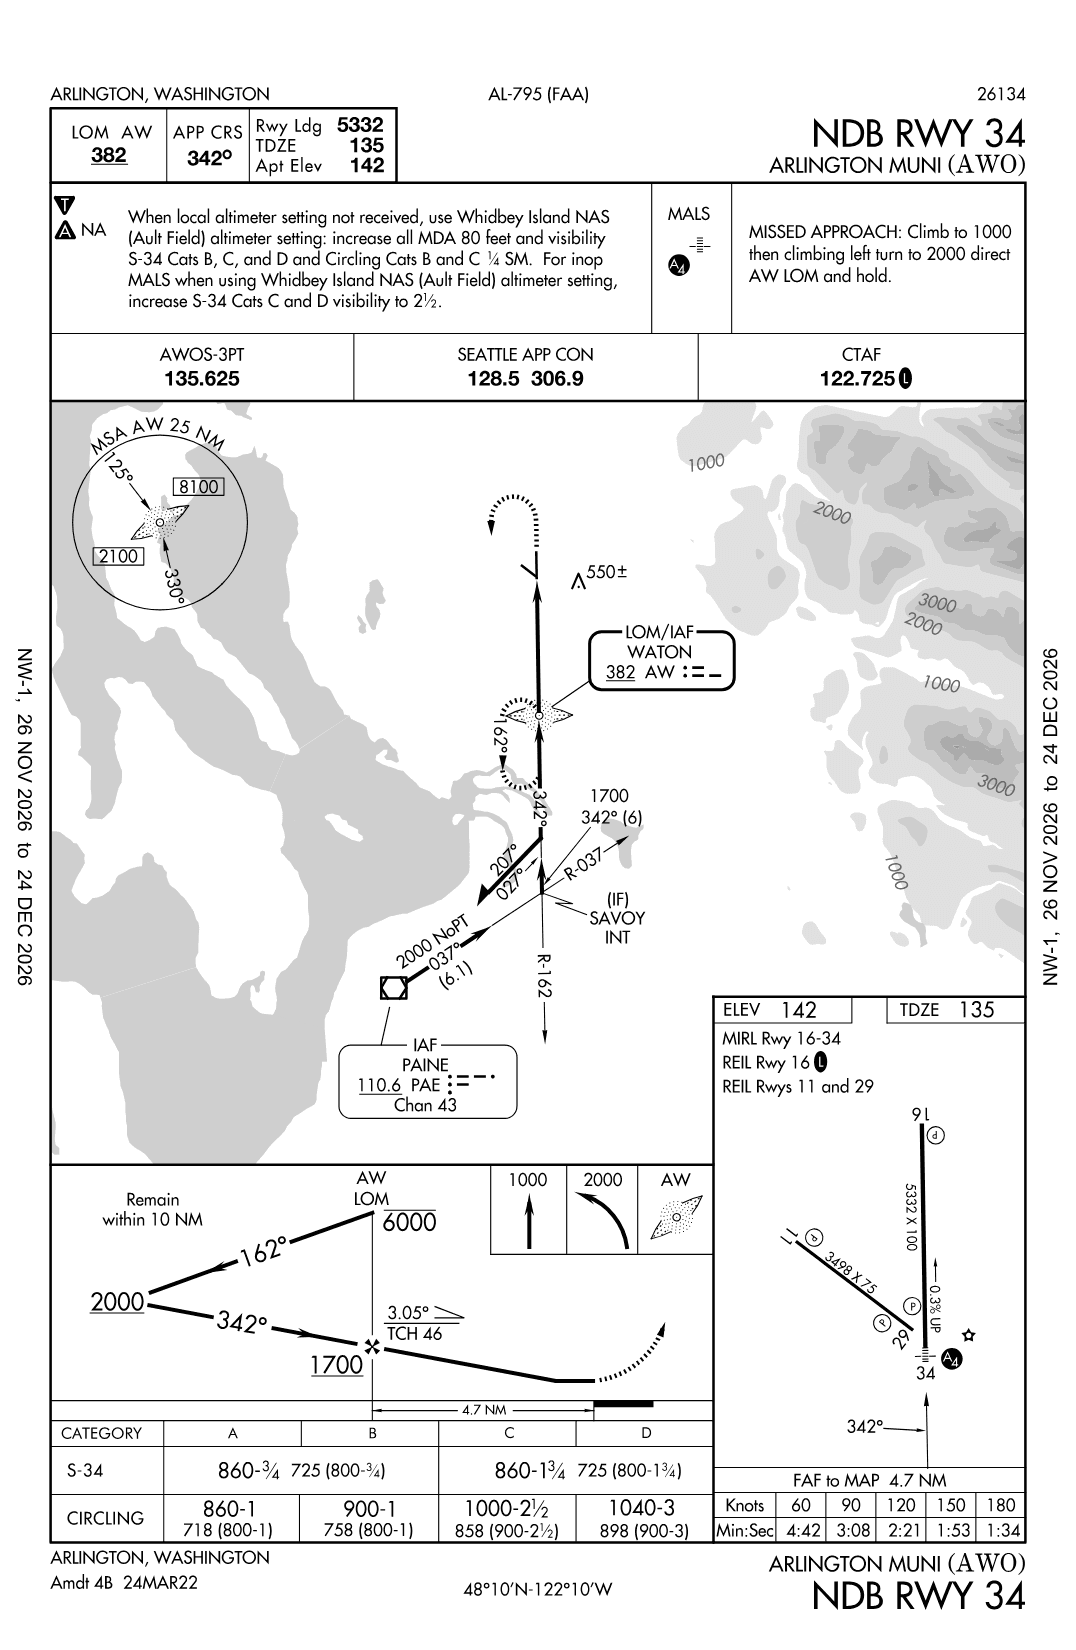 ARLINGTON, WASHINGTON
AL-795 (FAA)
26134
LOM AW
382
APP CRS
342°
Rwy Ldg 5332
TDZE 135
Apt Elev 142
NDB RWY 34
ARLINGTON MUNI (AWO)
T
A NA
When local altimeter setting not received, use Whidbey Island NAS
(Ault Field) altimeter setting: increase all MDA 80 feet and visibility
S-34 Cats B, C, and D and Circling Cats B and C ¼ SM. For inop
MALS when using Whidbey Island NAS (Ault Field) altimeter setting,
increase S-34 Cats C and D visibility to 2½.
MALS
A4
MISSED APPROACH: Climb to 1000
then climbing left turn to 2000 direct
AW LOM and hold.
AWOS-3PT
135.625
SEATTLE APP CON
128.5 306.9
CTAF
122.725 L
MSA AW 25 NM
125°
8100
2100
330°
1000
2000
3000
2000
1000
3000
1000
550±
LOM/IAF
WATON
382 AW
162°
342°
1700
342° (6)
207°
027°
R-037
(IF)
SAVOY
INT
2000 NoPT
037°
(6.1)
R-162
IAF
PAINE
110.6 PAE
Chan 43
NW-1, 26 NOV 2026 to 24 DEC 2026
NW-1, 26 NOV 2026 to 24 DEC 2026
ELEV 142
TDZE 135
MIRL Rwy 16-34
REIL Rwy 16 L
REIL Rwys 11 and 29
16
P
5332 X 100
11
P
3498 X 75
P
0.3% UP
P
29
A4
34
342°
FAF to MAP 4.7 NM
Knots 60 90 120 150 180
Min:Sec 4:42 3:08 2:21 1:53 1:34
Remain
within 10 NM
AW
LOM
6000
162°
2000
342°
3.05°
TCH 46
1700
4.7 NM
1000
2000
AW
CATEGORY A B C D
S-34 860-¾ 725 (800-¾) 860-1¾ 725 (800-1¾)
CIRCLING 860-1 900-1 1000-2½ 1040-3
718 (800-1) 758 (800-1) 858 (900-2½) 898 (900-3)
ARLINGTON, WASHINGTON
Amdt 4B 24MAR22
48°10'N-122°10'W
ARLINGTON MUNI (AWO)
NDB RWY 34